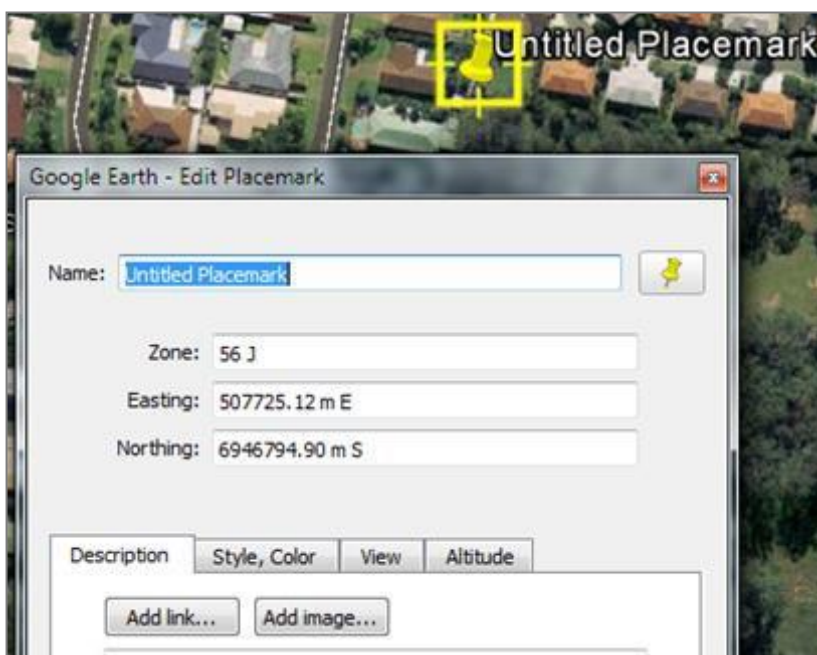 Untitled Placemark
Google Earth - Edit Placemark
Name: Untitled Placemark
Zone: 56 J
Easting: 507725.12 m E
Northing: 6946794.90 m S
Description Style, Color View Altitude
Add link... Add image...